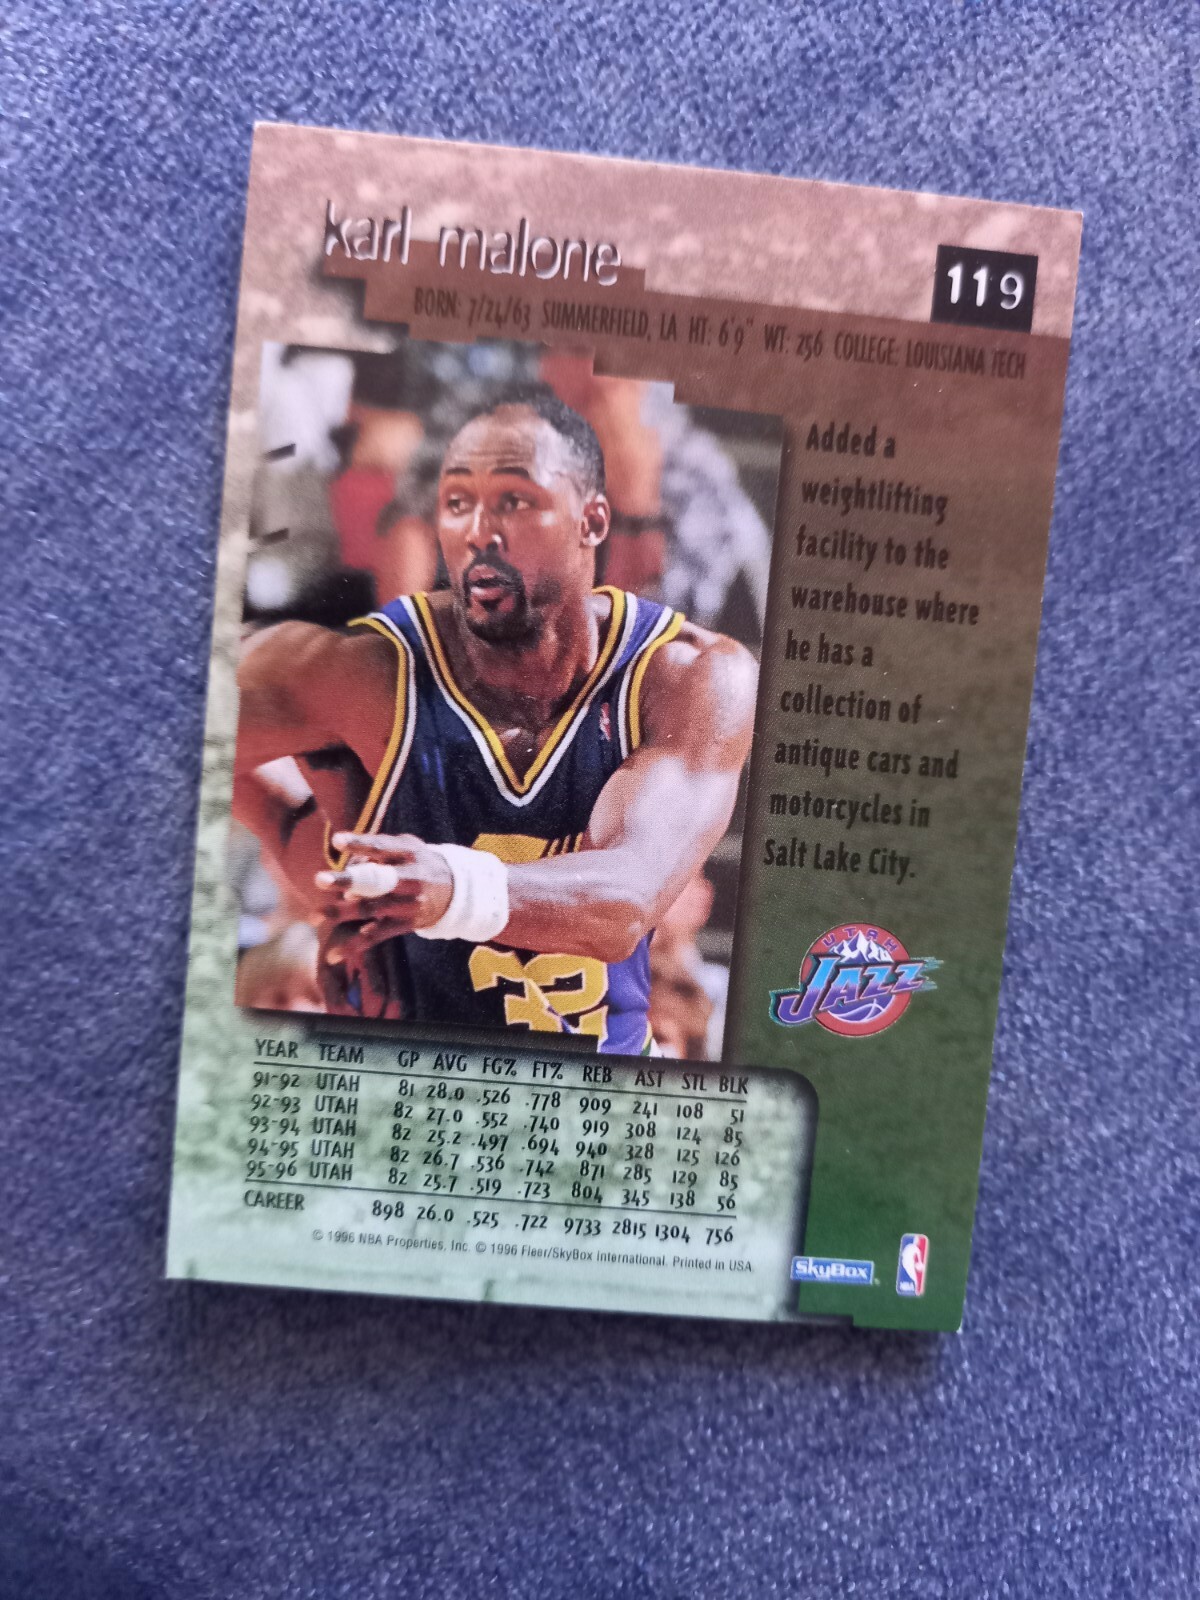 karl malone
119
BORN: 7/24/63 SUMMERFIELD, LA HT: 6'9" WT: 256 COLLEGE: LOUISIANA TECH
Added a
weightlifting
facility to the
warehouse where
he has a
collection of
antique cars and
motorcycles in
Salt Lake City.
32
UTAH
JAZZ
YEAR TEAM GP AVG FG% FT% REB AST STL BLK
91-92 UTAH 81 28.0 .526 .778 909 241 108 51
92-93 UTAH 82 27.0 .552 .740 919 308 124 85
93-94 UTAH 82 25.2 .497 .694 940 328 125 126
94-95 UTAH 82 26.7 .536 .742 871 285 129 85
95-96 UTAH 82 25.7 .519 .723 804 345 138 56
CAREER 898 26.0 .525 .722 9733 2815 1304 756
© 1996 NBA Properties, Inc. © 1996 Fleer/SkyBox International. Printed in USA.
SkyBox
NBA